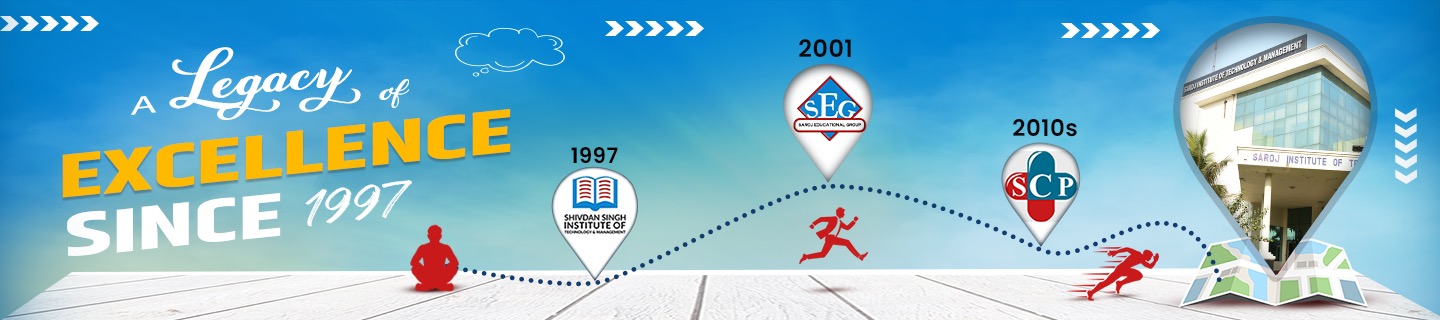 A Legacy of
EXCELLENCE
SINCE 1997
1997
SHIVDAN SINGH
INSTITUTE OF
TECHNOLOGY & MANAGEMENT
2001
SEG
SAROJ EDUCATIONAL GROUP
2010s
SCP
SAROJ INSTITUTE OF TECHNOLOGY & MANAGEMENT
SAROJ INSTITUTE OF